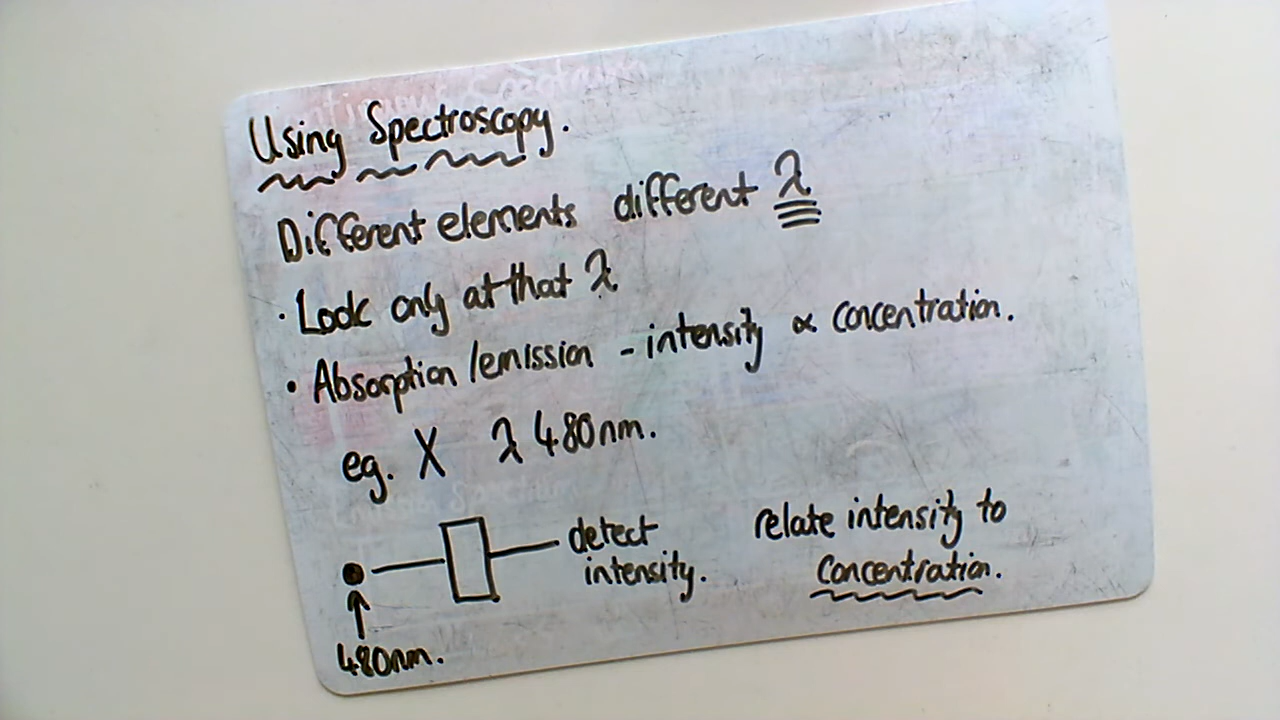 Using Spectroscopy.
Different elements different λ
· Look only at that λ
• Absorption /emission - intensity ∝ concentration.
eg. X λ 480nm.
detect
intensity.
relate intensity to
concentration.
480nm.